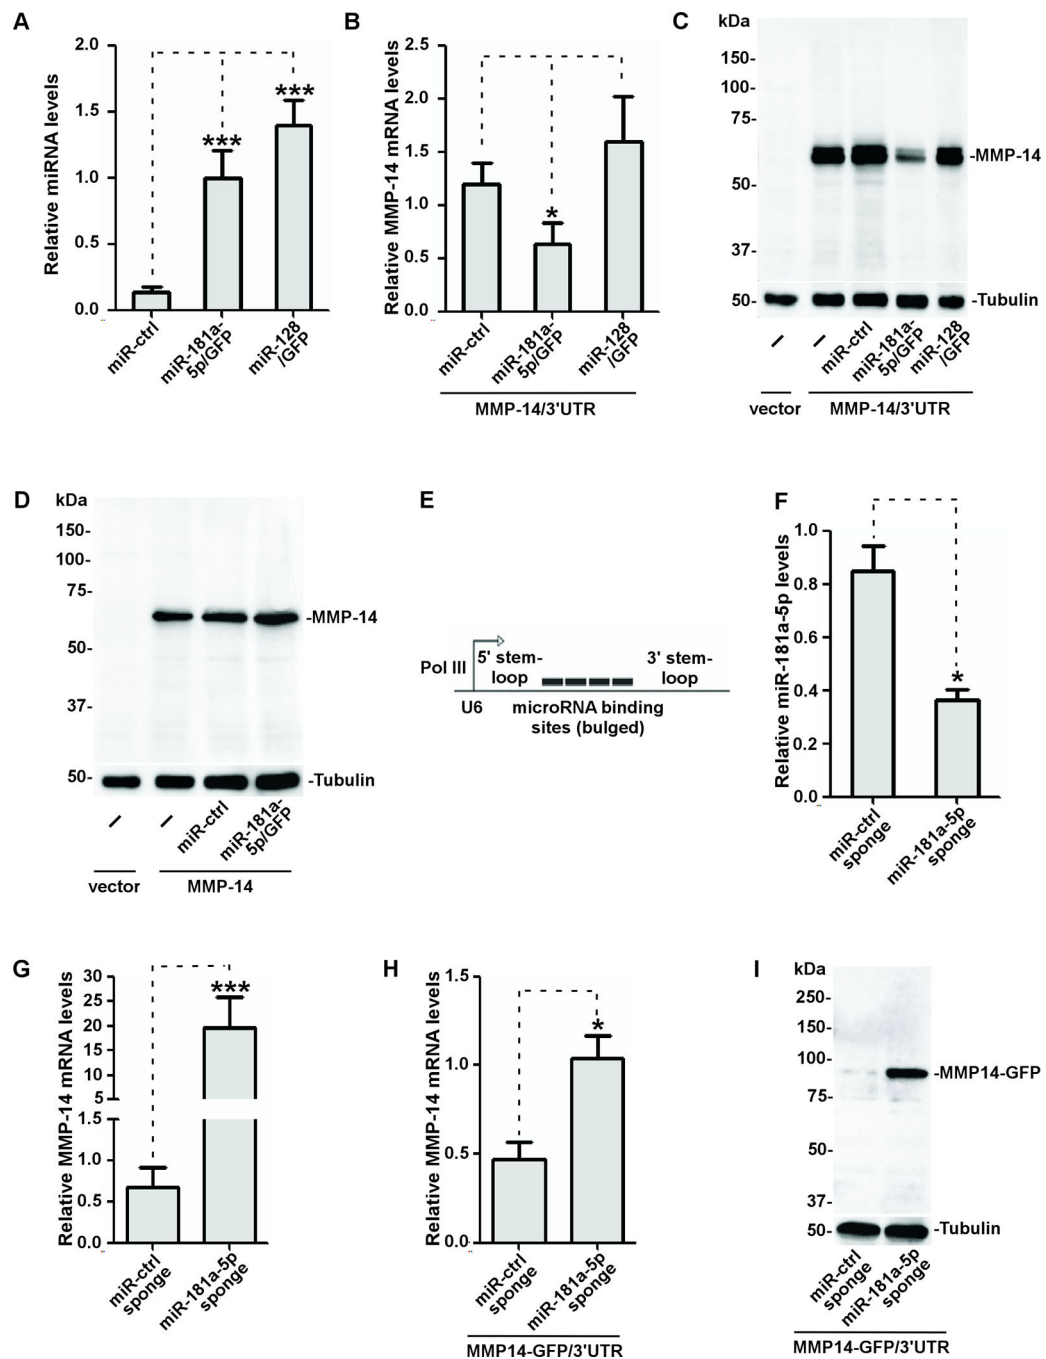 A
Relative miRNA levels
2.0
1.5
1.0
0.5
0.0
***
***
miR-ctrl
miR-181a-
5p/GFP
miR-128
/GFP
B
Relative MMP-14 mRNA levels
2.5
2.0
1.5
1.0
0.5
0.0
*
miR-ctrl
miR-181a-
5p/GFP
miR-128
/GFP
MMP-14/3'UTR
C
kDa
150-
100-
75-
50-
37-
50-
-MMP-14
-Tubulin
–
–
miR-ctrl
miR-181a-
5p/GFP
miR-128
/GFP
vector
MMP-14/3'UTR
D
kDa
150-
100-
75-
50-
37-
50-
-MMP-14
-Tubulin
–
–
miR-ctrl
miR-181a-
5p/GFP
vector
MMP-14
E
Pol III
5' stem-
loop
3' stem-
loop
U6
microRNA binding
sites (bulged)
F
Relative miR-181a-5p levels
1.0
0.8
0.6
0.4
0.2
0.0
*
miR-ctrl
sponge
miR-181a-5p
sponge
G
Relative MMP-14 mRNA levels
30
25
20
15
10
5
1.5
1.0
0.5
0.0
***
miR-ctrl
sponge
miR-181a-5p
sponge
H
Relative MMP-14 mRNA levels
1.5
1.0
0.5
0.0
*
miR-ctrl
sponge
miR-181a-5p
sponge
MMP14-GFP/3'UTR
I
kDa
250-
150-
100-
75-
50-
37-
50-
-MMP14-GFP
-Tubulin
miR-ctrl
sponge
miR-181a-5p
sponge
MMP14-GFP/3'UTR